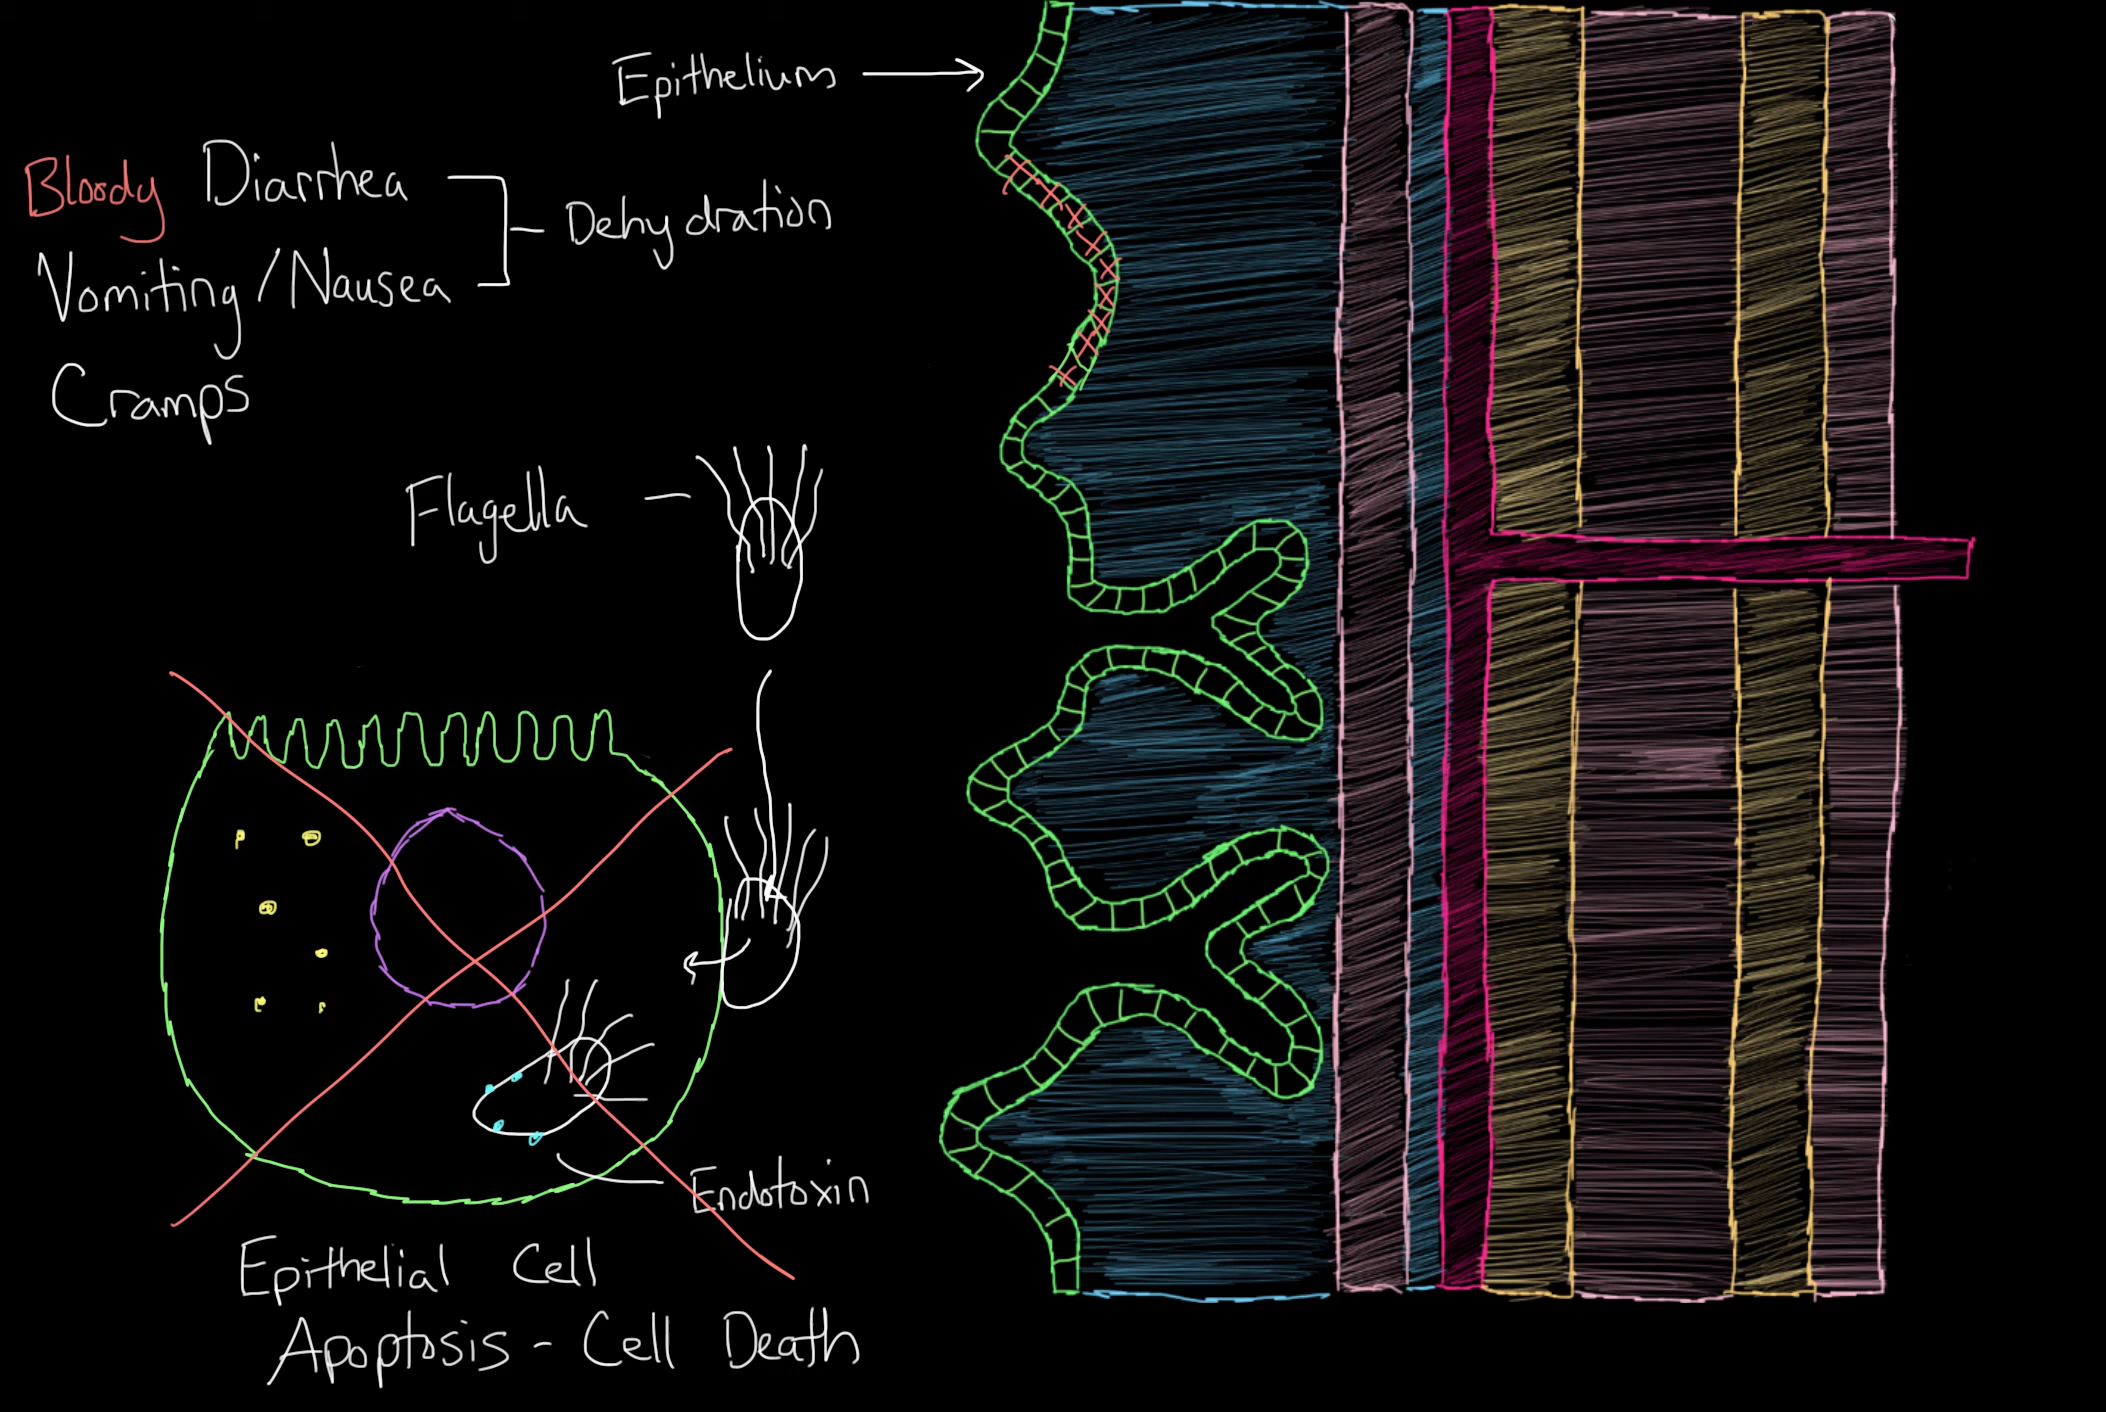 Epithelium
Bloody Diarrhea
Dehydration
Vomiting/Nausea
Cramps
Flagella
Endotoxin
Epithelial Cell
Apoptosis - Cell Death